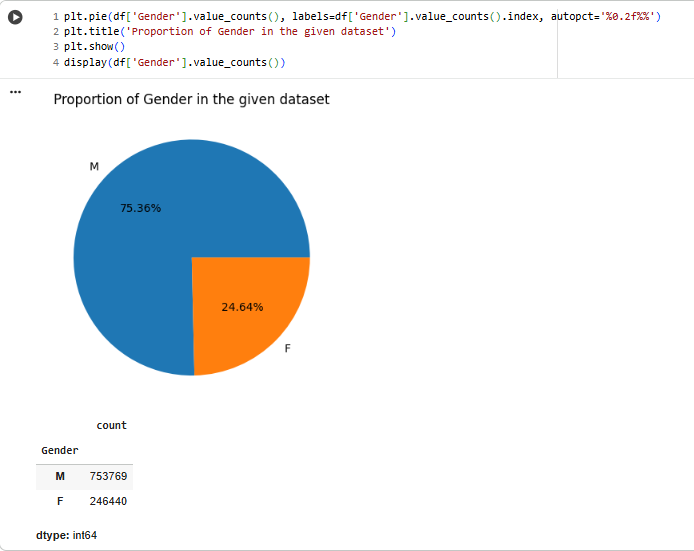 1 plt.pie(df['Gender'].value_counts(), labels=df['Gender'].value_counts().index, autopct='%0.2f%%')
2 plt.title('Proportion of Gender in the given dataset')
3 plt.show()
4 display(df['Gender'].value_counts())
...
Proportion of Gender in the given dataset
M
75.36%
24.64%
F
count
Gender
M 753769
F 246440
dtype: int64